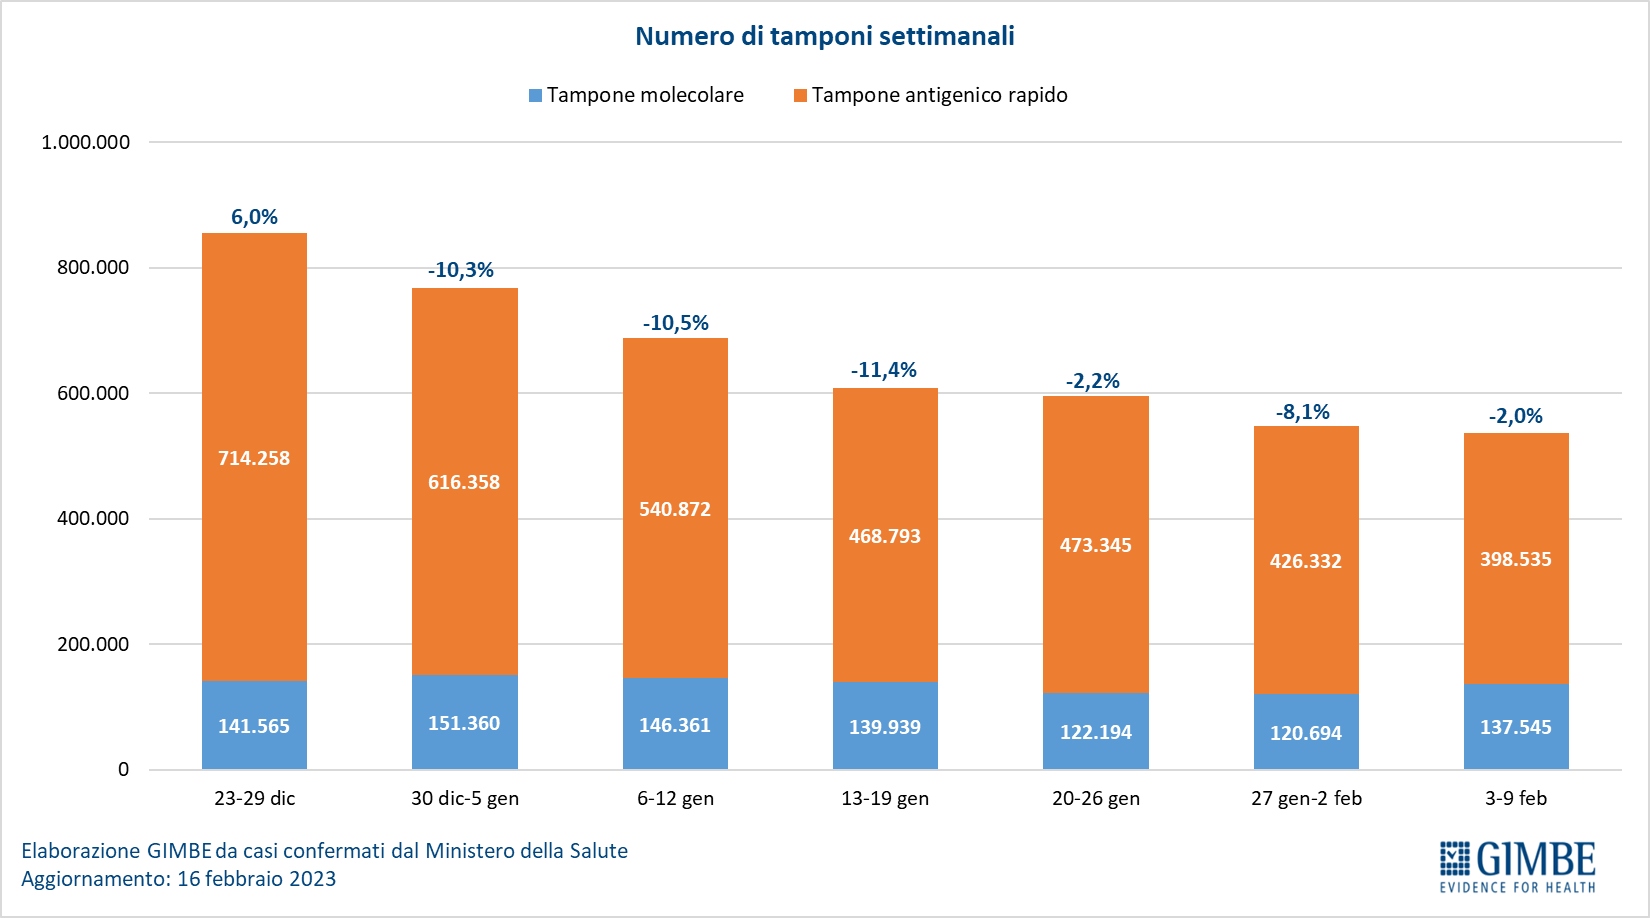 Numero di tamponi settimanali
Tampone molecolare Tampone antigenico rapido
1.000.000
800.000
600.000
400.000
200.000
0
6,0%
-10,3%
-10,5%
-11,4%
-2,2%
-8,1%
-2,0%
714.258
616.358
540.872
468.793
473.345
426.332
398.535
141.565
151.360
146.361
139.939
122.194
120.694
137.545
23-29 dic
30 dic-5 gen
6-12 gen
13-19 gen
20-26 gen
27 gen-2 feb
3-9 feb
Elaborazione GIMBE da casi confermati dal Ministero della Salute
Aggiornamento: 16 febbraio 2023
GIMBE
EVIDENCE FOR HEALTH